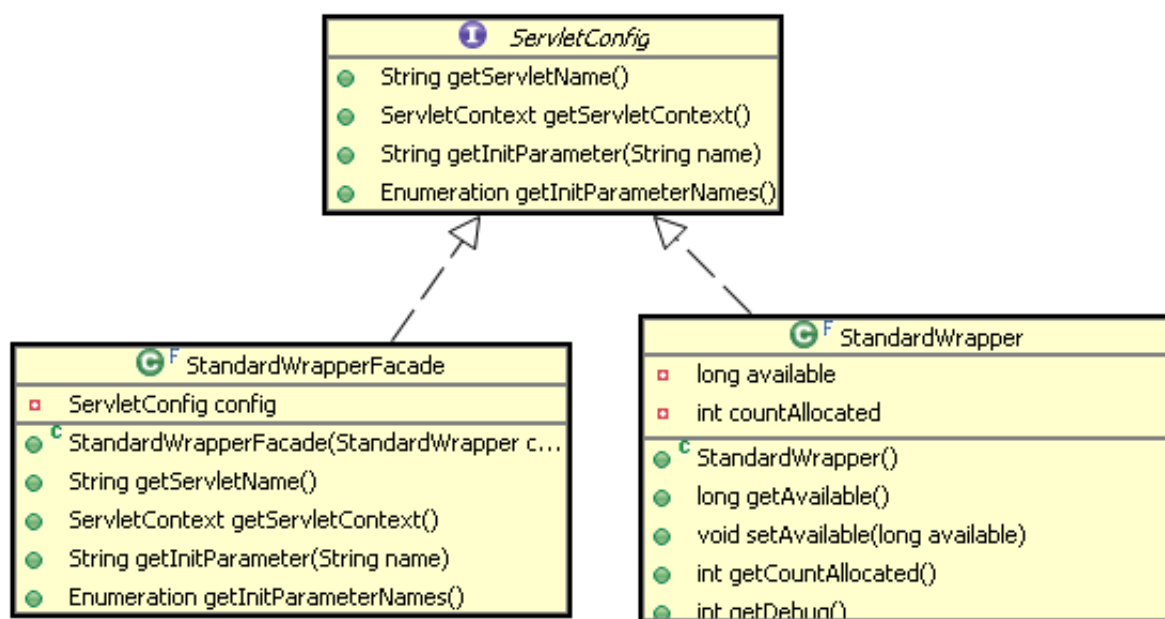 I ServletConfig
String getServletName()
ServletContext getServletContext()
String getInitParameter(String name)
Enumeration getInitParameterNames()
C F StandardWrapperFacade
ServletConfig config
C StandardWrapperFacade(StandardWrapper c...
String getServletName()
ServletContext getServletContext()
String getInitParameter(String name)
Enumeration getInitParameterNames()
C F StandardWrapper
long available
int countAllocated
C StandardWrapper()
long getAvailable()
void setAvailable(long available)
int getCountAllocated()
int getDebug()